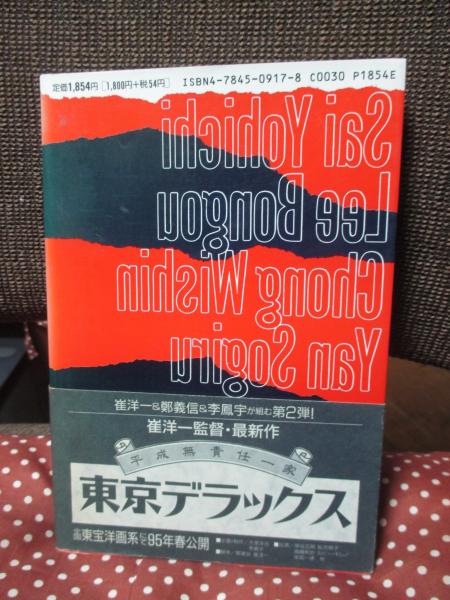 定価1,854円 [1,800円+税54円]
ISBN4-7845-0917-8 C0030 P1854E
Sai Yohichi
Lee Bongou
Chong Wishin
Yan Sogiru
崔洋一&鄭義信&李鳳宇が組む第2弾!
崔洋一監督・最新作
平成無責任一家
東京デラックス
全国東宝洋画系にて95年春公開